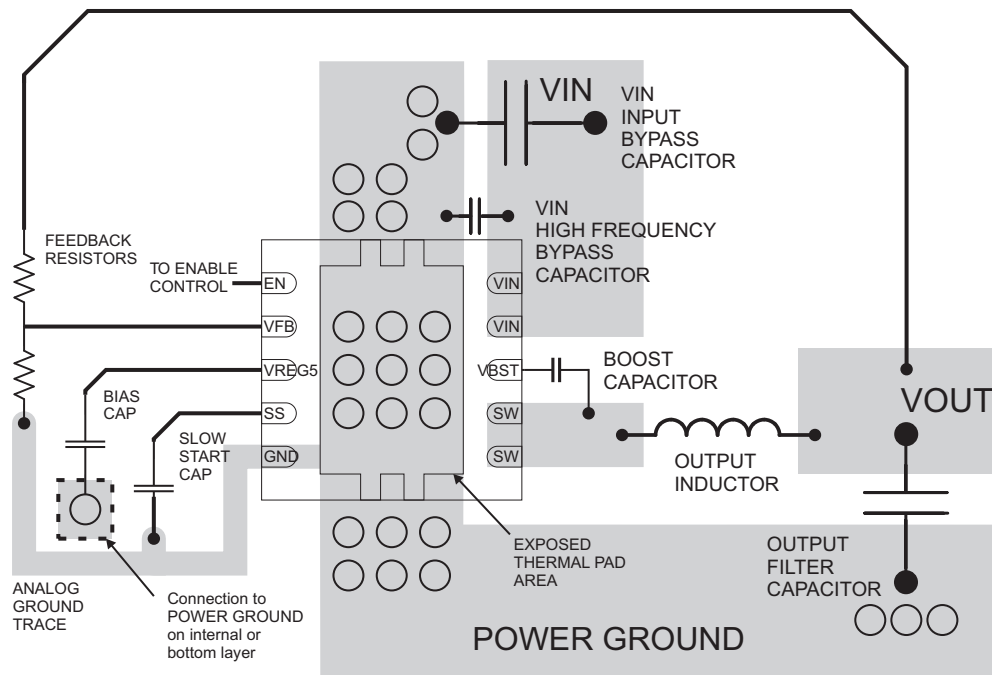 VIN
VIN
INPUT
BYPASS
CAPACITOR
VIN
HIGH FREQUENCY
BYPASS
CAPACITOR
FEEDBACK
RESISTORS
TO ENABLE
CONTROL
EN
VFB
VREG5
SS
GND
VIN
VIN
VBST
SW
SW
BOOST
CAPACITOR
VOUT
BIAS
CAP
SLOW
START
CAP
OUTPUT
INDUCTOR
EXPOSED
THERMAL PAD
AREA
OUTPUT
FILTER
CAPACITOR
ANALOG
GROUND
TRACE
Connection to
POWER GROUND
on internal or
bottom layer
POWER GROUND